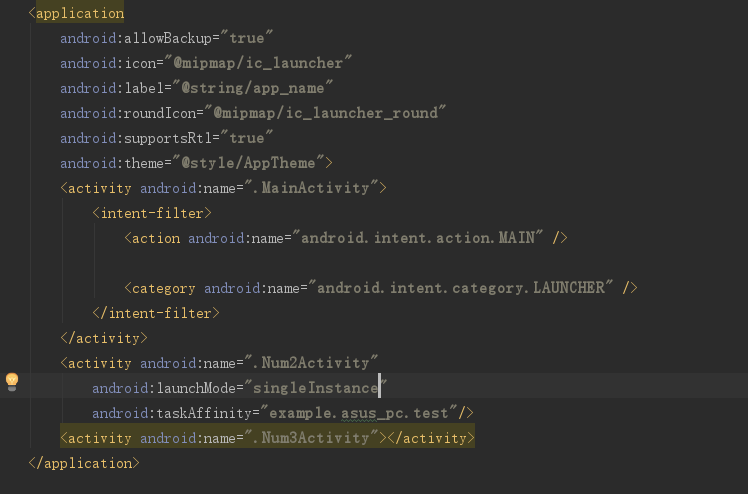 <application
android:allowBackup="true"
android:icon="@mipmap/ic_launcher"
android:label="@string/app_name"
android:roundIcon="@mipmap/ic_launcher_round"
android:supportsRtl="true"
android:theme="@style/AppTheme">
<activity android:name=".MainActivity">
<intent-filter>
<action android:name="android.intent.action.MAIN" />
<category android:name="android.intent.category.LAUNCHER" />
</intent-filter>
</activity>
<activity android:name=".Num2Activity"
android:launchMode="singleInstance"
android:taskAffinity="example.asus_pc.test"/>
<activity android:name=".Num3Activity"></activity>
</application>